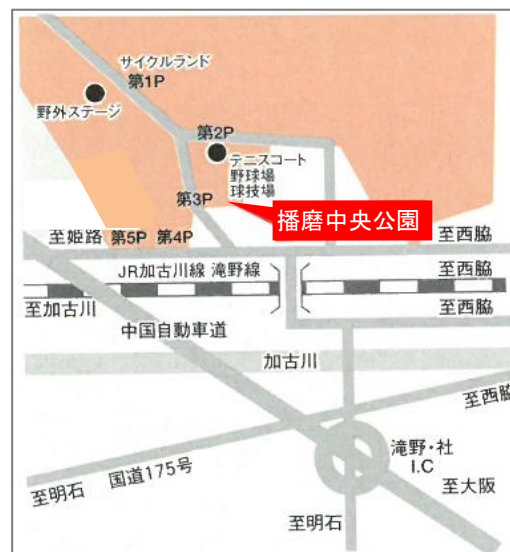 サイクルランド
第1P
野外ステージ
第2P
テニスコート
野球場
球技場
第3P
播磨中央公園
至姫路
第5P
第4P
至西脇
JR加古川線 滝野線
至西脇
至加古川
至西脇
中国自動車道
加古川
至西脇
国道175号
至明石
滝野・社
I.C
至大阪
至明石